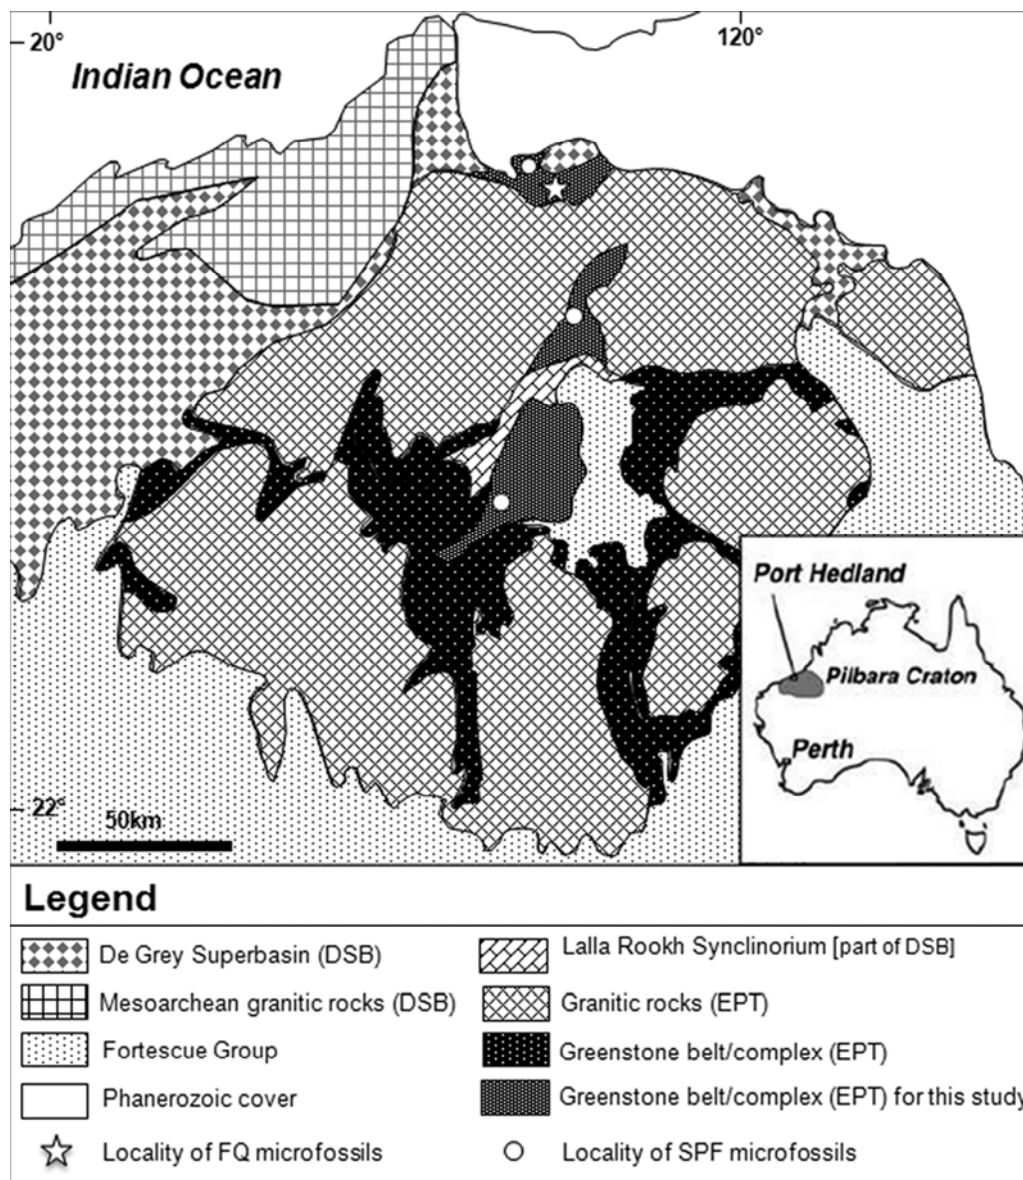 20°
120°
Indian Ocean
Port Hedland
Pilbara Craton
Perth
22°
50km
Legend
De Grey Superbasin (DSB)
Lalla Rookh Synclinorium [part of DSB]
Mesoarchean granitic rocks (DSB)
Granitic rocks (EPT)
Fortescue Group
Greenstone belt/complex (EPT)
Phanerozoic cover
Greenstone belt/complex (EPT) for this study
Locality of FQ microfossils
Locality of SPF microfossils